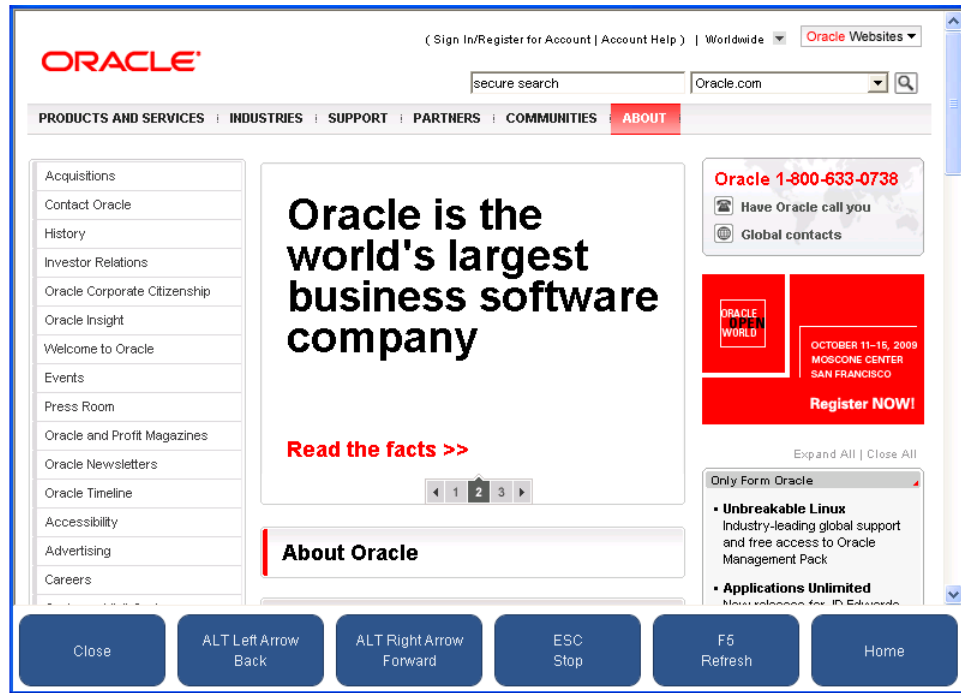 ( Sign In/Register for Account | Account Help ) | Worldwide Oracle Websites
ORACLE
secure search Oracle.com
PRODUCTS AND SERVICES INDUSTRIES SUPPORT PARTNERS COMMUNITIES ABOUT
Acquisitions
Contact Oracle
History
Investor Relations
Oracle Corporate Citizenship
Oracle Insight
Welcome to Oracle
Events
Press Room
Oracle and Profit Magazines
Oracle Newsletters
Oracle Timeline
Accessibility
Advertising
Careers
Oracle is the
world's largest
business software
company
Read the facts >>
1 2 3
About Oracle
Oracle 1-800-633-0738
Have Oracle call you
Global contacts
ORACLE
OPEN
WORLD
OCTOBER 11–15, 2009
MOSCONE CENTER
SAN FRANCISCO
Register NOW!
Expand All | Close All
Only Form Oracle
▪ Unbreakable Linux
Industry-leading global support
and free access to Oracle
Management Pack
▪ Applications Unlimited
Close
ALT Left Arrow
Back
ALT Right Arrow
Forward
ESC
Stop
F5
Refresh
Home